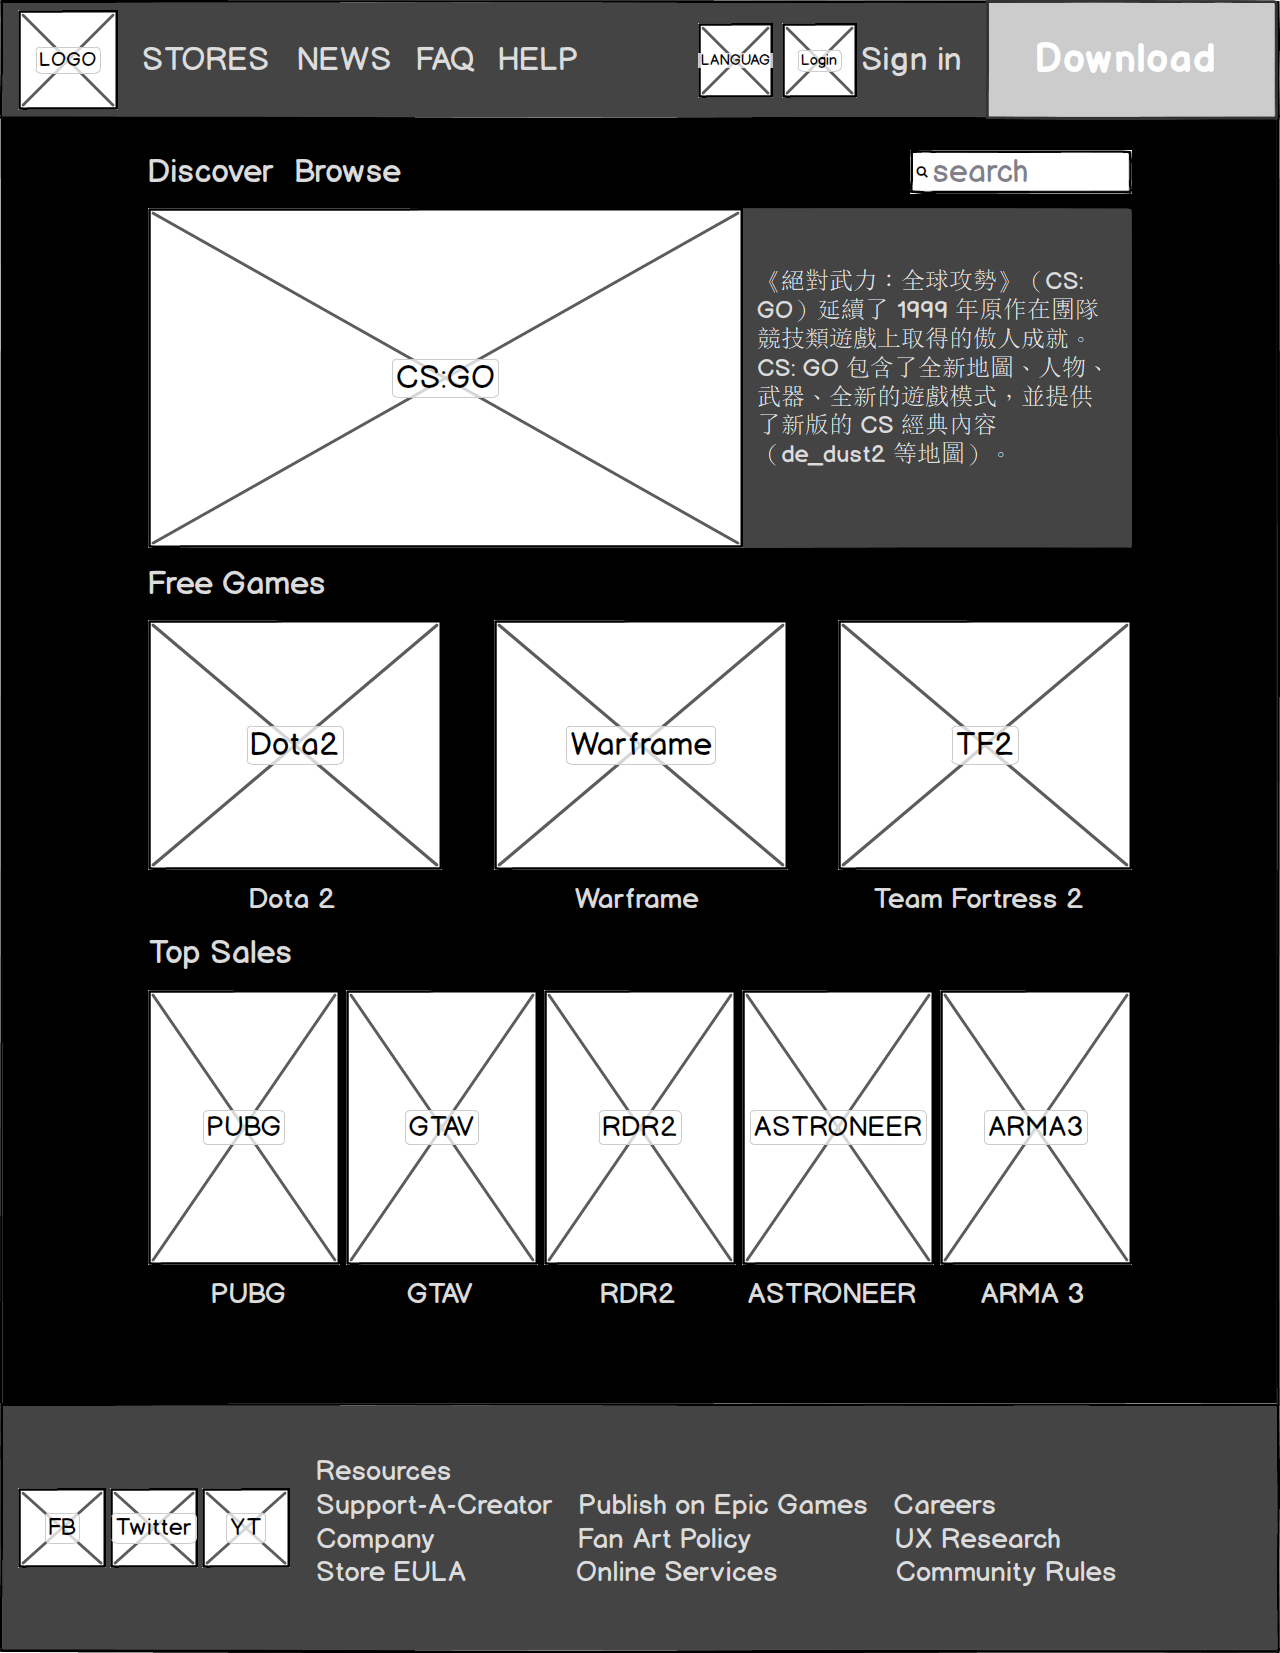 LOGO STORES NEWS FAQ HELP LANGUAG Login Sign in Download
Discover Browse search
CS:GO
《絕對武力：全球攻勢》（CS:
GO）延續了 1999 年原作在團隊
競技類遊戲上取得的傲人成就。
CS: GO 包含了全新地圖、人物、
武器、全新的遊戲模式，並提供
了新版的 CS 經典內容
（de_dust2 等地圖）。
Free Games
Dota2 Warframe TF2
Dota 2 Warframe Team Fortress 2
Top Sales
PUBG GTAV RDR2 ASTRONEER ARMA3
PUBG GTAV RDR2 ASTRONEER ARMA 3
FB Twitter YT
Resources
Support-A-Creator Publish on Epic Games Careers
Company Fan Art Policy UX Research
Store EULA Online Services Community Rules